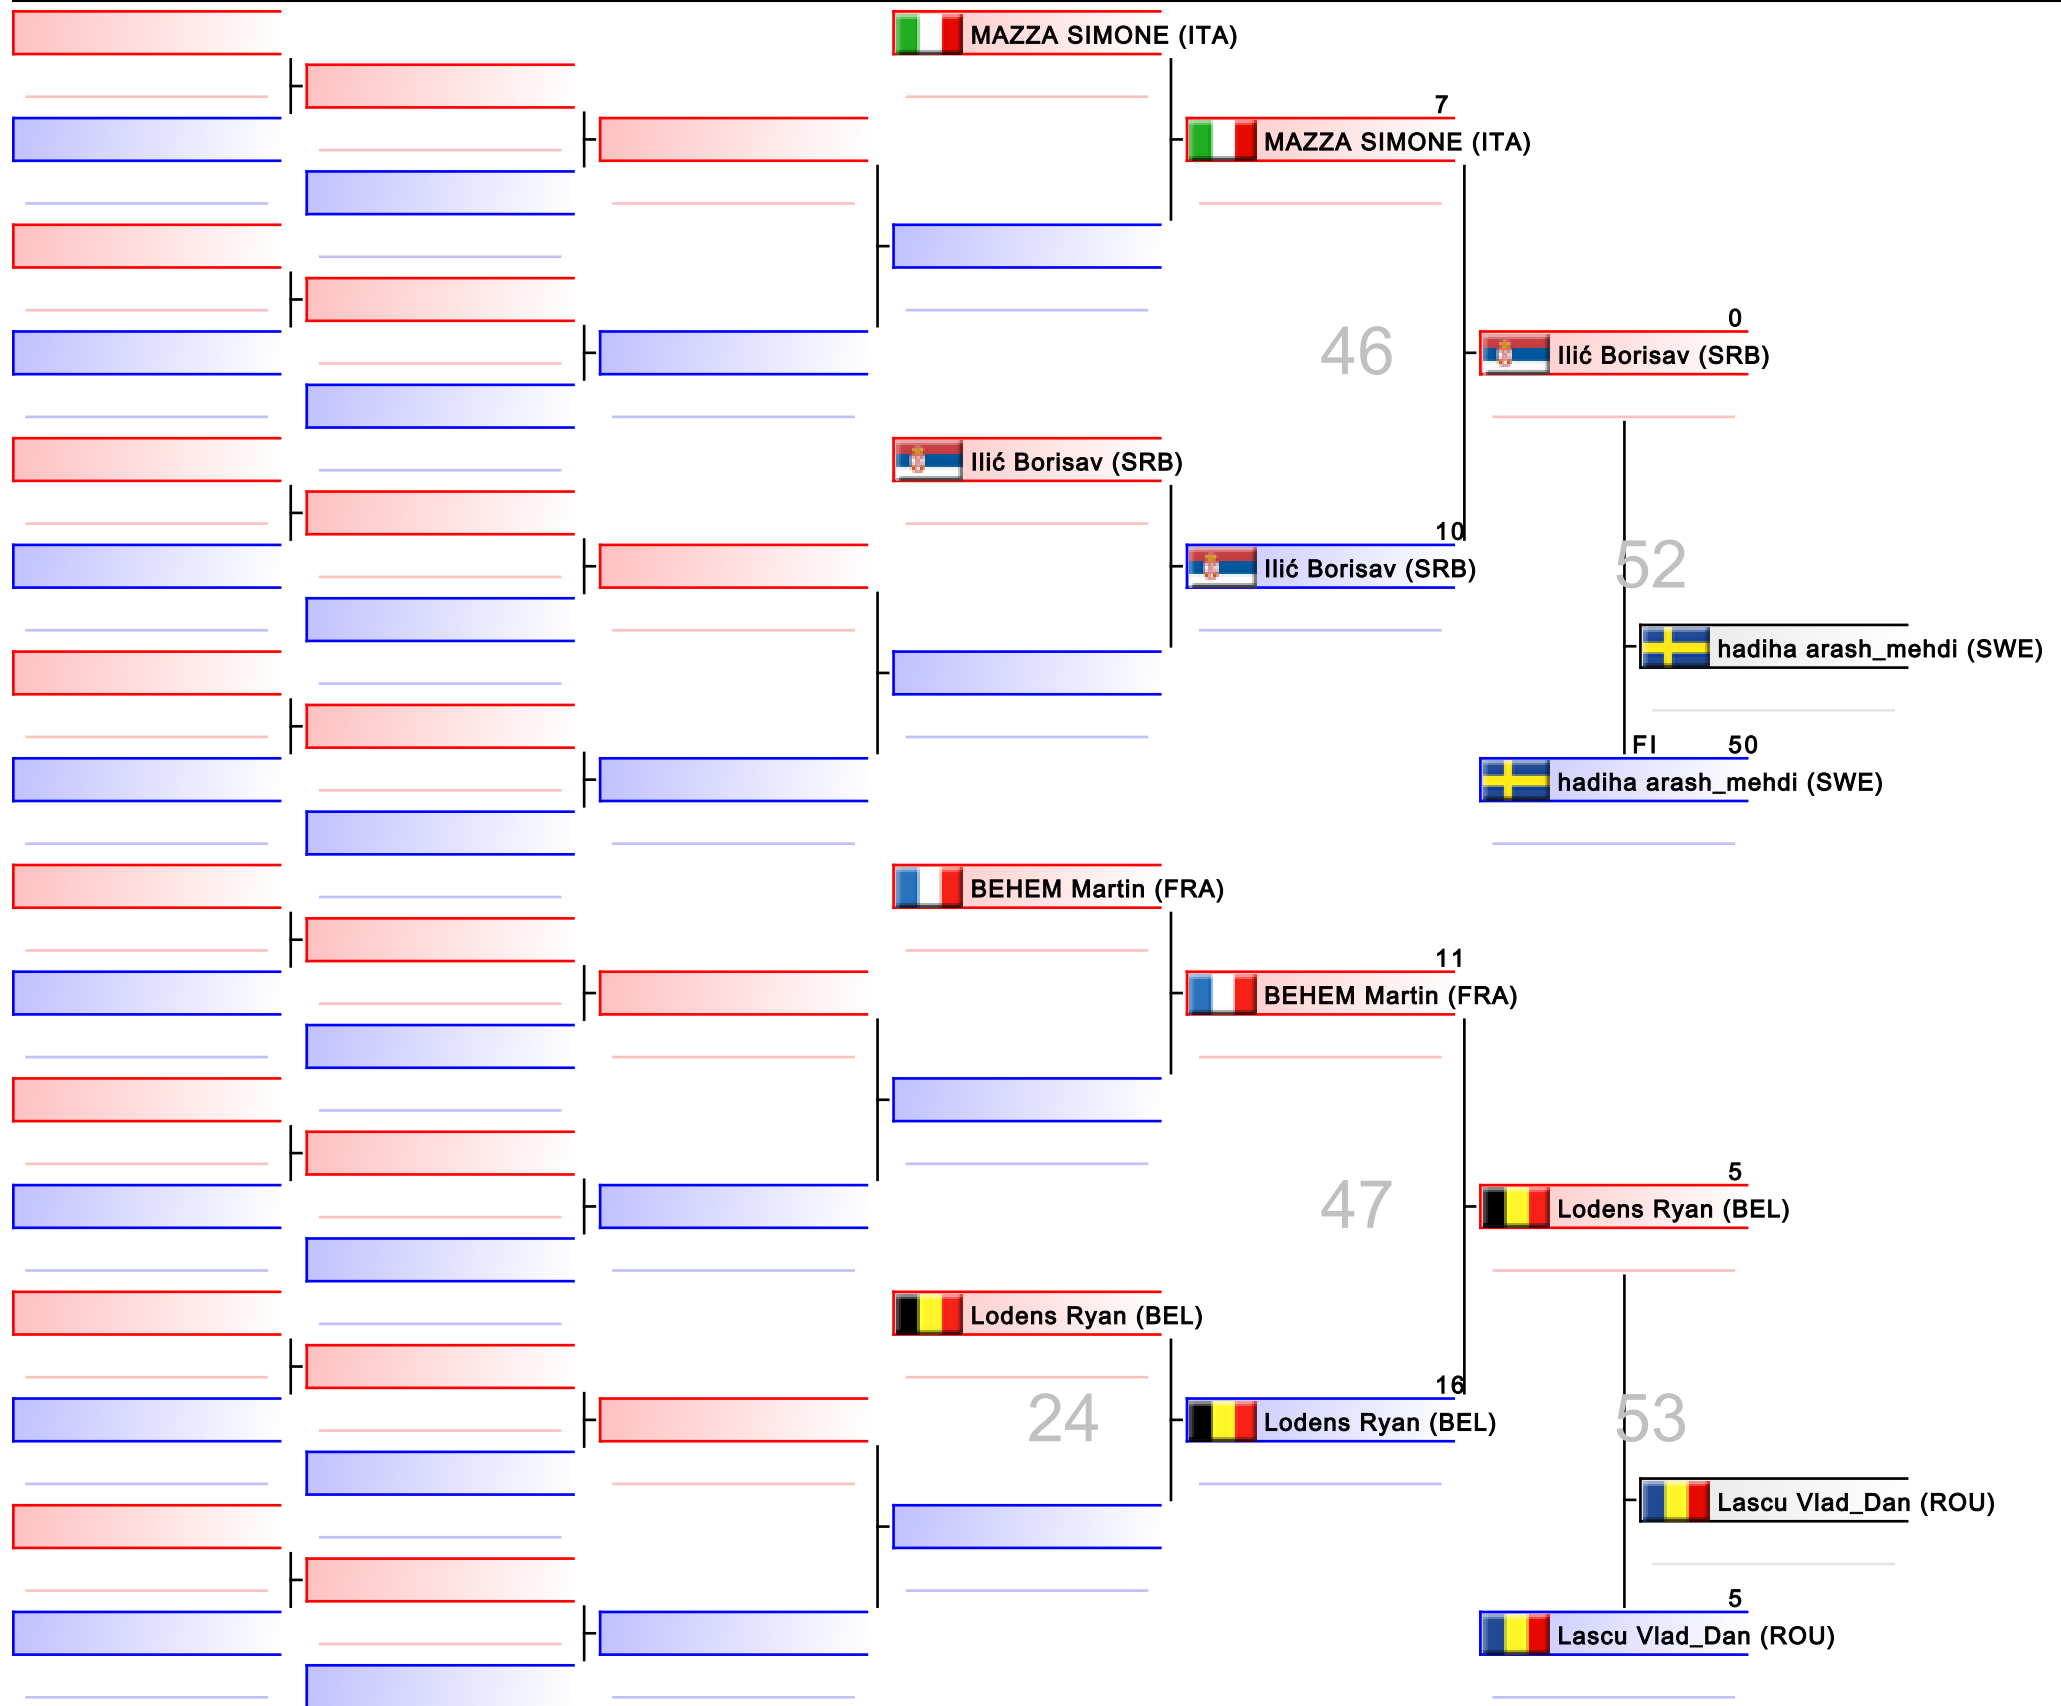 MAZZA SIMONE (ITA)
7
MAZZA SIMONE (ITA)
46
0
Ilić Borisav (SRB)
Ilić Borisav (SRB)
10
Ilić Borisav (SRB)
52
hadiha arash_mehdi (SWE)
FI 50
hadiha arash_mehdi (SWE)
BEHEM Martin (FRA)
11
BEHEM Martin (FRA)
47
5
Lodens Ryan (BEL)
Lodens Ryan (BEL)
16
24
Lodens Ryan (BEL)
53
Lascu Vlad_Dan (ROU)
5
Lascu Vlad_Dan (ROU)